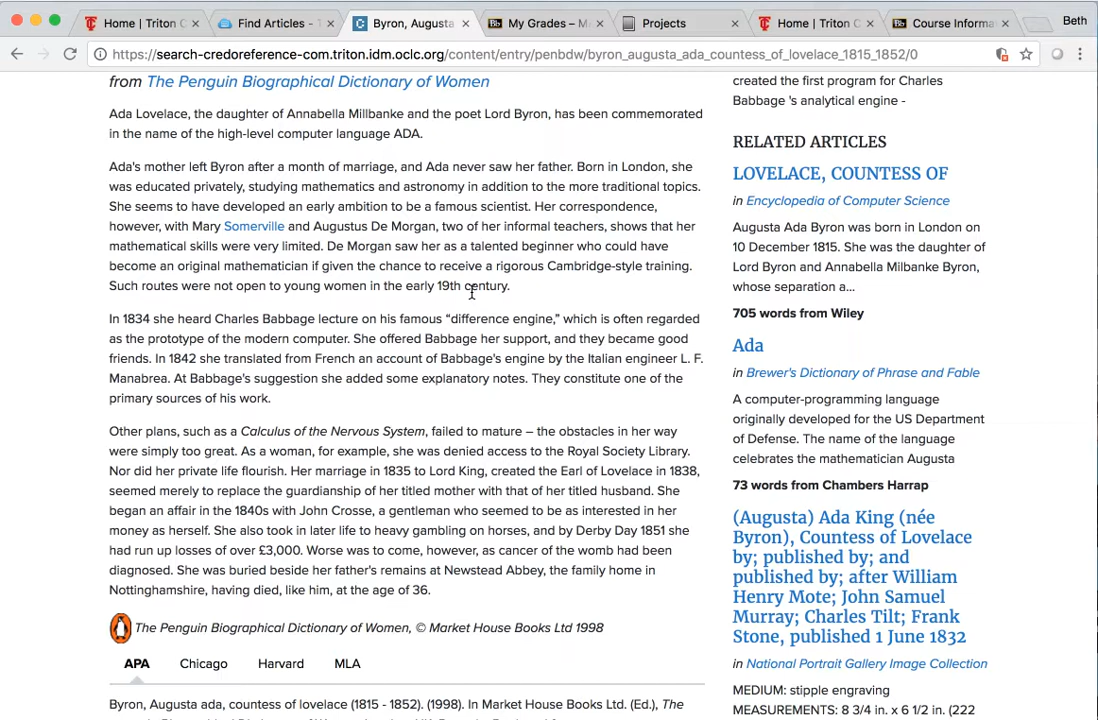 Home | Triton C
Find Articles - T
Byron, Augusta
My Grades – M
Projects
Home | Triton C
Course Informa
Beth
https://search-credoreference-com.triton.idm.oclc.org/content/entry/penbdw/byron_augusta_ada_countess_of_lovelace_1815_1852/0
from The Penguin Biographical Dictionary of Women
Ada Lovelace, the daughter of Annabella Millbanke and the poet Lord Byron, has been commemorated
in the name of the high-level computer language ADA.
Ada's mother left Byron after a month of marriage, and Ada never saw her father. Born in London, she
was educated privately, studying mathematics and astronomy in addition to the more traditional topics.
She seems to have developed an early ambition to be a famous scientist. Her correspondence,
however, with Mary Somerville and Augustus De Morgan, two of her informal teachers, shows that her
mathematical skills were very limited. De Morgan saw her as a talented beginner who could have
become an original mathematician if given the chance to receive a rigorous Cambridge-style training.
Such routes were not open to young women in the early 19th century.
In 1834 she heard Charles Babbage lecture on his famous “difference engine,” which is often regarded
as the prototype of the modern computer. She offered Babbage her support, and they became good
friends. In 1842 she translated from French an account of Babbage's engine by the Italian engineer L. F.
Manabrea. At Babbage's suggestion she added some explanatory notes. They constitute one of the
primary sources of his work.
Other plans, such as a Calculus of the Nervous System, failed to mature – the obstacles in her way
were simply too great. As a woman, for example, she was denied access to the Royal Society Library.
Nor did her private life flourish. Her marriage in 1835 to Lord King, created the Earl of Lovelace in 1838,
seemed merely to replace the guardianship of her titled mother with that of her titled husband. She
began an affair in the 1840s with John Crosse, a gentleman who seemed to be as interested in her
money as herself. She also took in later life to heavy gambling on horses, and by Derby Day 1851 she
had run up losses of over £3,000. Worse was to come, however, as cancer of the womb had been
diagnosed. She was buried beside her father's remains at Newstead Abbey, the family home in
Nottinghamshire, having died, like him, at the age of 36.
The Penguin Biographical Dictionary of Women, © Market House Books Ltd 1998
APA Chicago Harvard MLA
Byron, Augusta ada, countess of lovelace (1815 - 1852). (1998). In Market House Books Ltd. (Ed.), The
created the first program for Charles
Babbage 's analytical engine -
RELATED ARTICLES
LOVELACE, COUNTESS OF
in Encyclopedia of Computer Science
Augusta Ada Byron was born in London on
10 December 1815. She was the daughter of
Lord Byron and Annabella Milbanke Byron,
whose separation a...
705 words from Wiley
Ada
in Brewer's Dictionary of Phrase and Fable
A computer-programming language
originally developed for the US Department
of Defense. The name of the language
celebrates the mathematician Augusta
73 words from Chambers Harrap
(Augusta) Ada King (née
Byron), Countess of Lovelace
by; published by; and
published by; after William
Henry Mote; John Samuel
Murray; Charles Tilt; Frank
Stone, published 1 June 1832
in National Portrait Gallery Image Collection
MEDIUM: stipple engraving
MEASUREMENTS: 8 3/4 in. x 6 1/2 in. (222